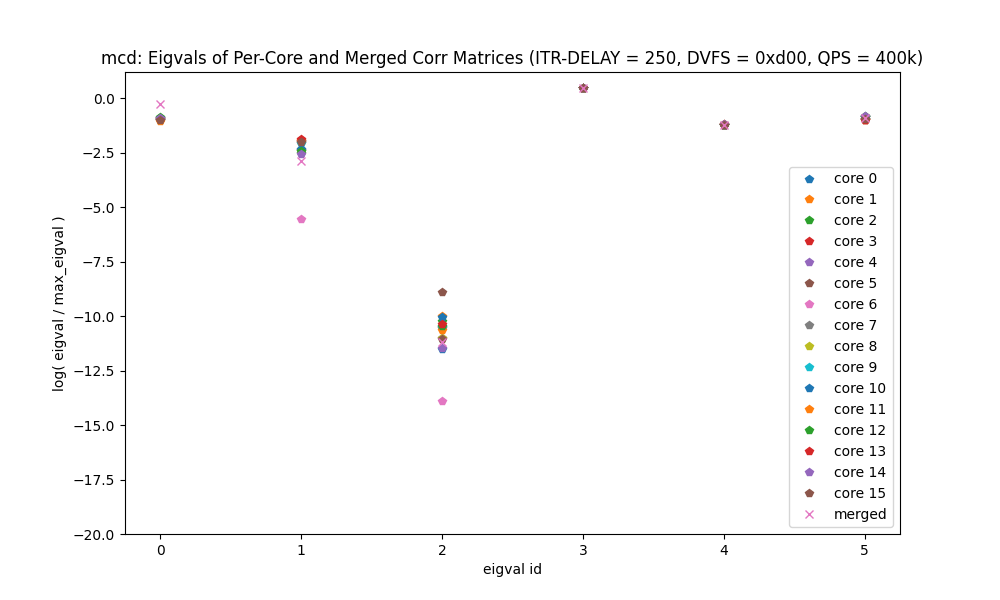 mcd: Eigvals of Per-Core and Merged Corr Matrices (ITR-DELAY = 250, DVFS = 0xd00, QPS = 400k)
log( eigval / max_eigval )
0.0
−2.5
−5.0
−7.5
−10.0
−12.5
−15.0
−17.5
−20.0
core 0
core 1
core 2
core 3
core 4
core 5
core 6
core 7
core 8
core 9
core 10
core 11
core 12
core 13
core 14
core 15
merged
0 1 2 3 4 5
eigval id